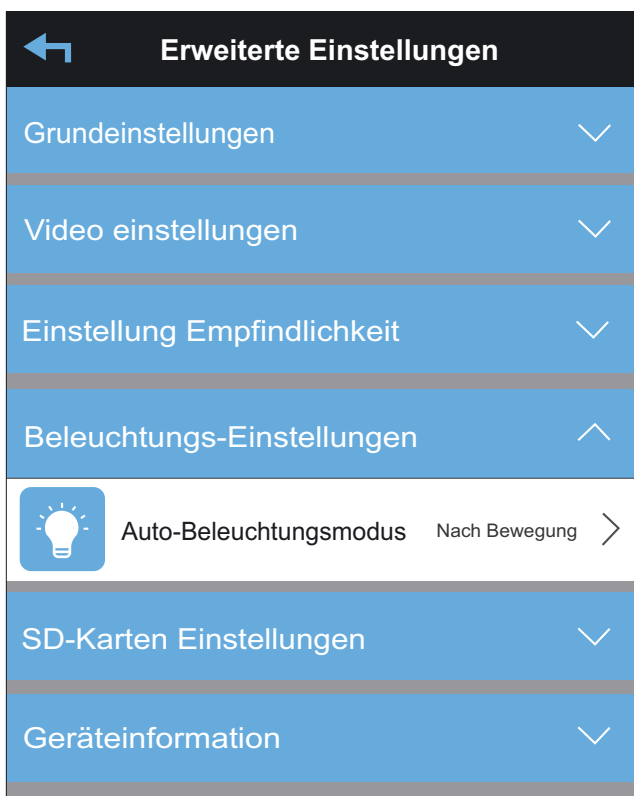 Erweiterte Einstellungen
Grundeinstellungen
Video einstellungen
Einstellung Empfindlichkeit
Beleuchtungs-Einstellungen
Auto-Beleuchtungsmodus Nach Bewegung
SD-Karten Einstellungen
Geräteinformation